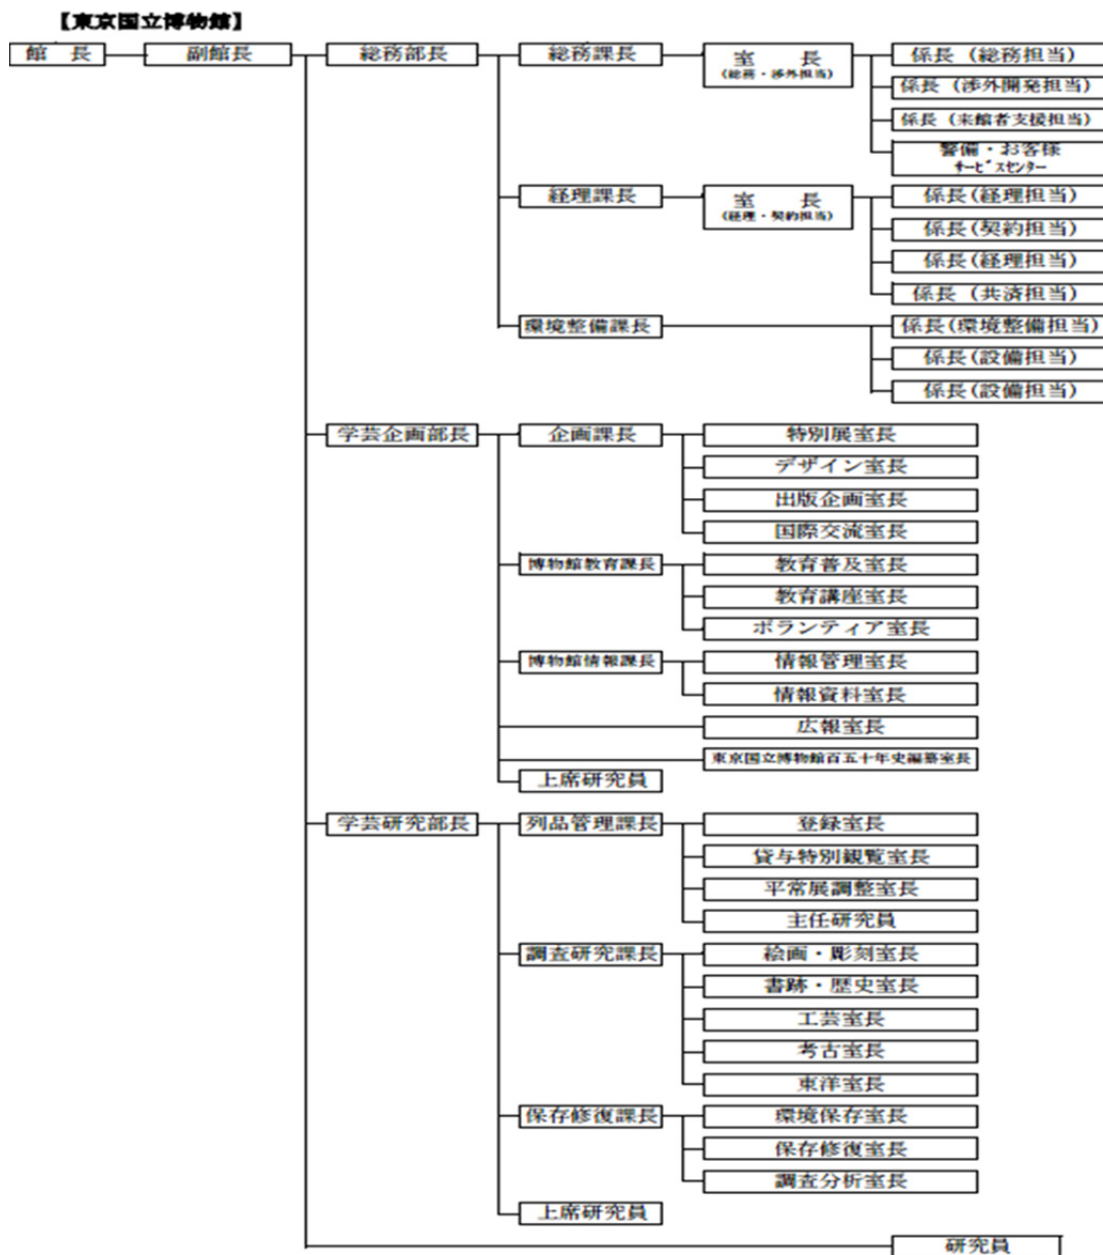 【東京国立博物館】
館　長
副館長
総務部長
総務課長
室　　長
(総務・渉外担当)
係長（総務担当）
係長（渉外開発担当）
係長（来館者支援担当）
警備・お客様
ｻｰﾋﾞｽｾﾝﾀｰ
経理課長
室　　長
(経理・契約担当)
係長(経理担当)
係長(契約担当)
係長(経理担当)
係長（共済担当）
環境整備課長
係長(環境整備担当)
係長(設備担当)
係長(設備担当)
学芸企画部長
企画課長
特別展室長
デザイン室長
出版企画室長
国際交流室長
博物館教育課長
教育普及室長
教育講座室長
ボランティア室長
博物館情報課長
情報管理室長
情報資料室長
広報室長
東京国立博物館百五十年史編纂室長
上席研究員
学芸研究部長
列品管理課長
登録室長
貸与特別観覧室長
平常展調整室長
主任研究員
調査研究課長
絵画・彫刻室長
書跡・歴史室長
工芸室長
考古室長
東洋室長
保存修復課長
環境保存室長
保存修復室長
調査分析室長
上席研究員
研究員